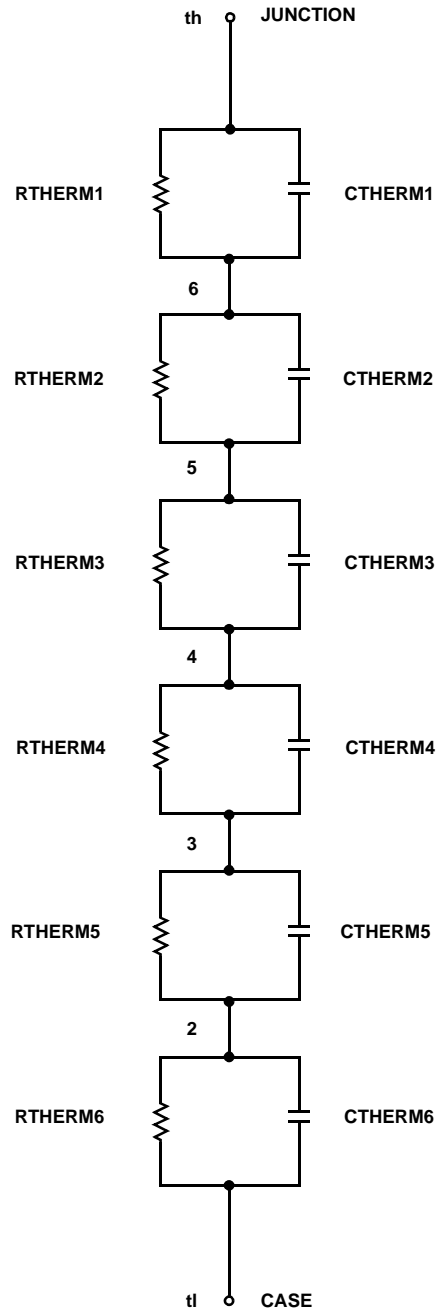 th JUNCTION
RTHERM1 CTHERM1
6
RTHERM2 CTHERM2
5
RTHERM3 CTHERM3
4
RTHERM4 CTHERM4
3
RTHERM5 CTHERM5
2
RTHERM6 CTHERM6
tl CASE